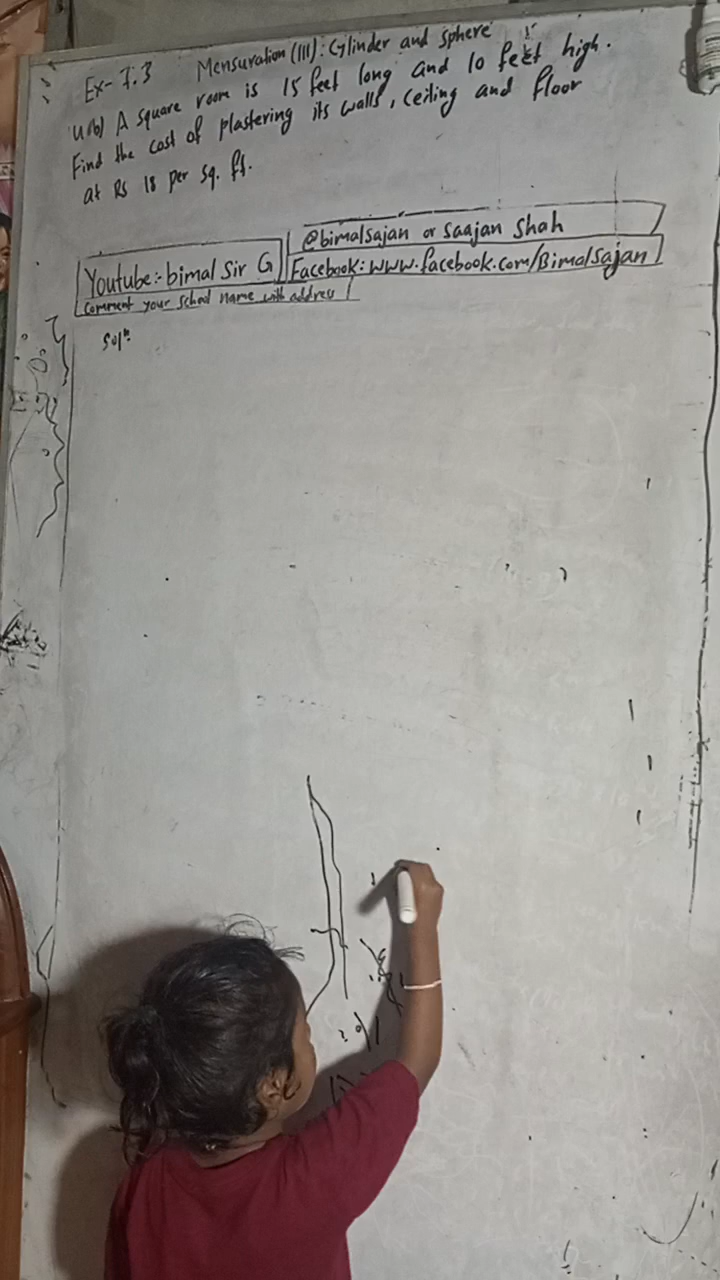 Ex-7.3 Mensuration (III): Cylinder and sphere
4(b) A square room is 15 feet long and 10 feet high.
Find the cost of plastering its walls, ceiling and floor
at Rs 18 per sq. ft.
@bimalsajan or Saajan Shah
Youtube:- bimal Sir G
Facebook: www.facebook.com/Bimalsajan
Comment your school name with address
Solⁿ